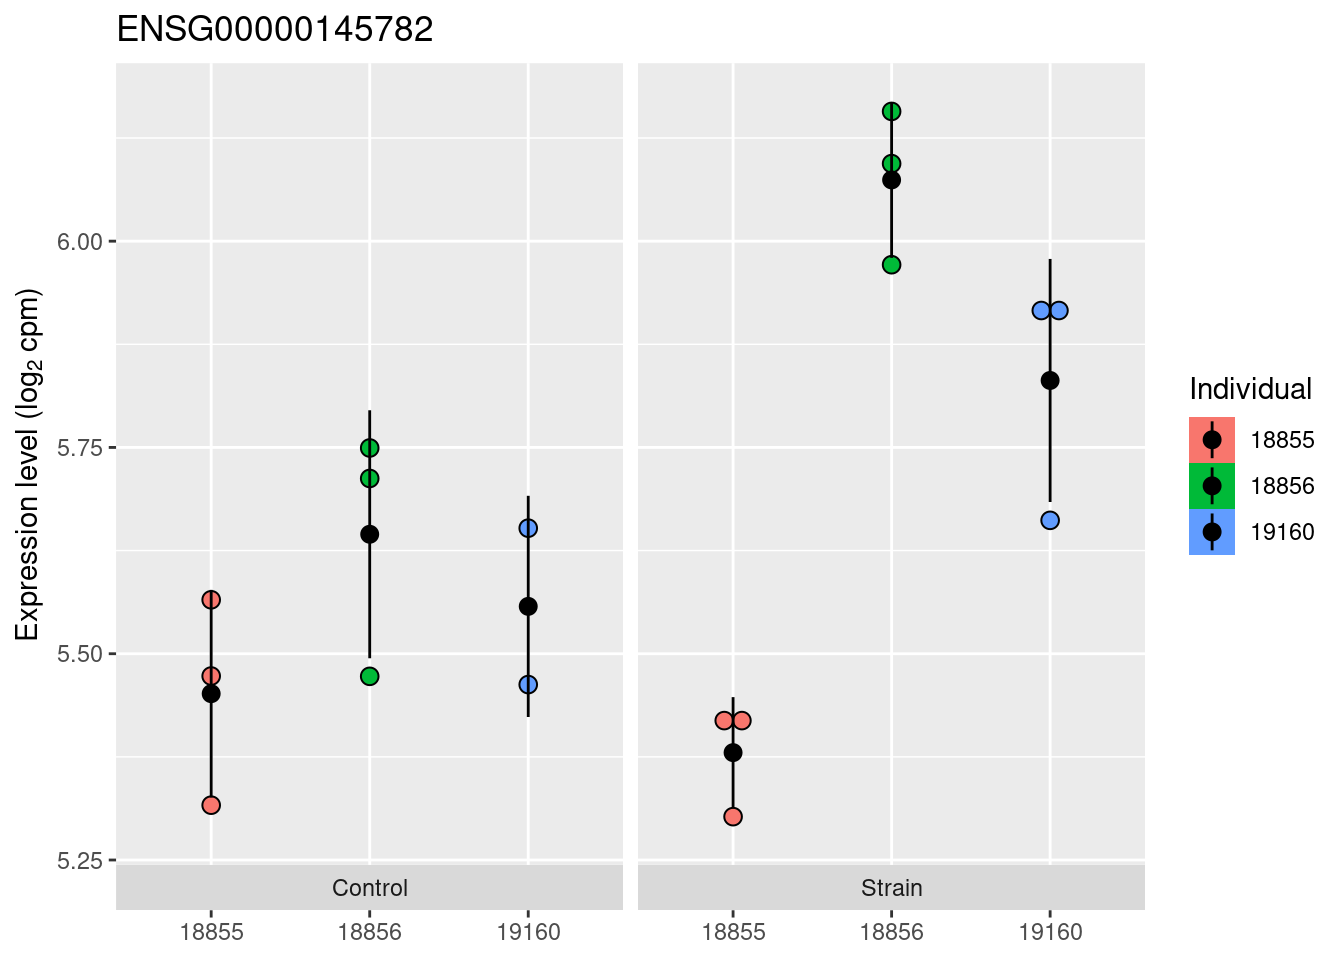 ENSG00000145782
Expression level (log₂ cpm)
6.00
5.75
5.50
5.25
Control
Strain
18855
18856
19160
18855
18856
19160
Individual
18855
18856
19160